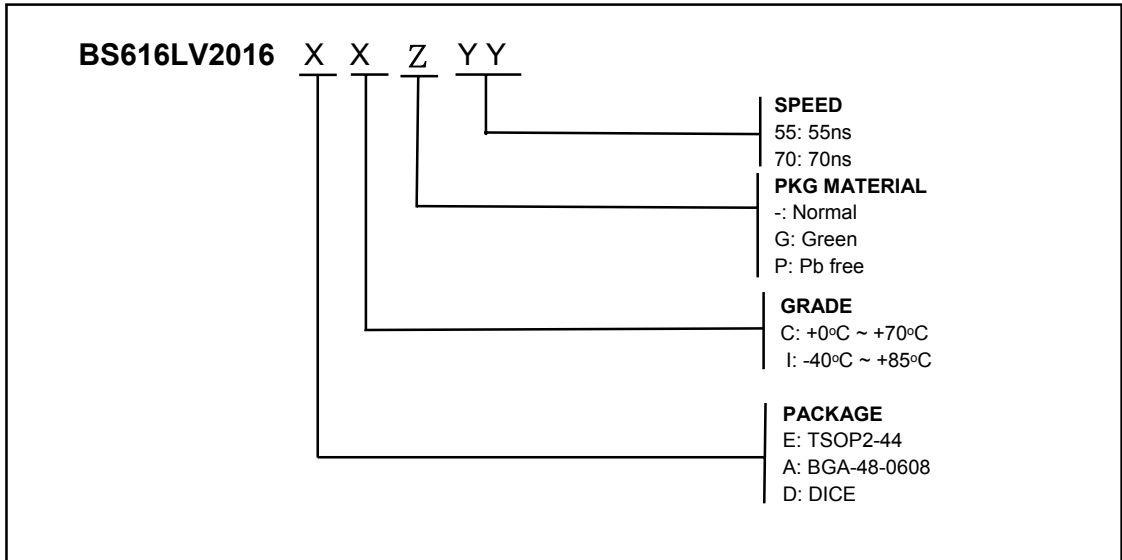 BS616LV2016 X X Z Y Y
SPEED
55: 55ns
70: 70ns
PKG MATERIAL
-: Normal
G: Green
P: Pb free
GRADE
C: +0oC ~ +70oC
I: -40oC ~ +85oC
PACKAGE
E: TSOP2-44
A: BGA-48-0608
D: DICE